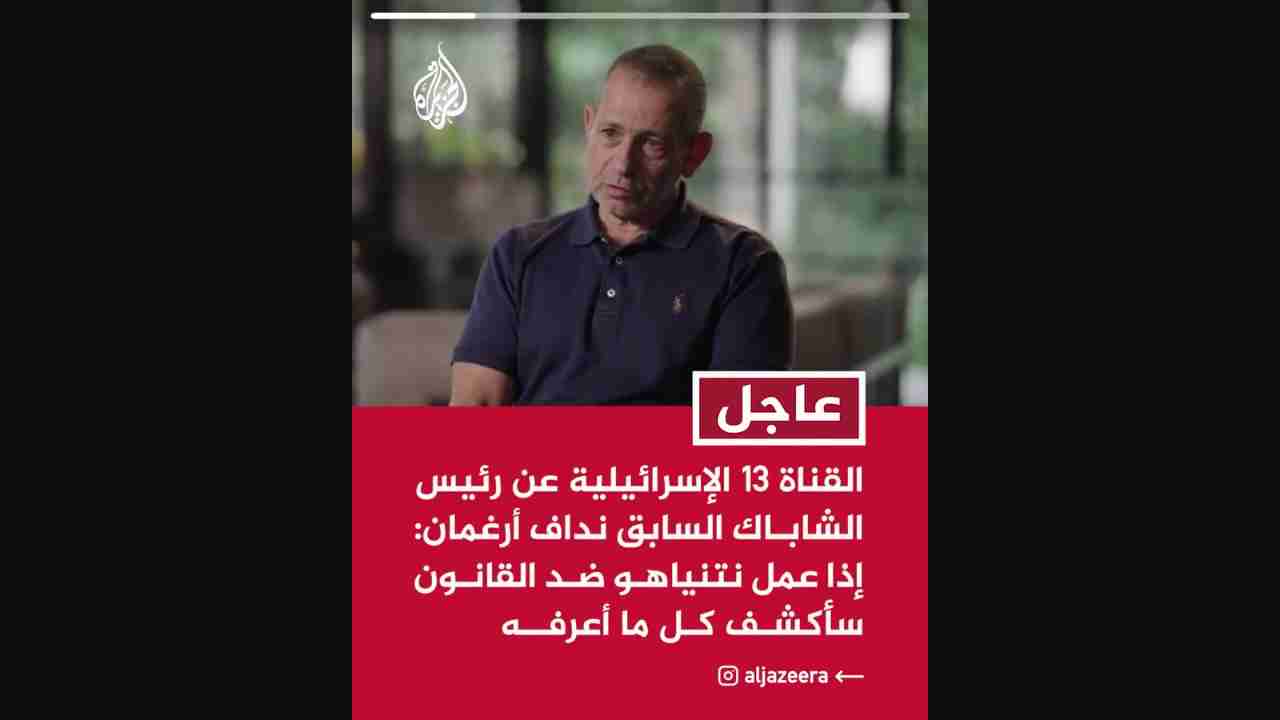 الجزيرة
عاجل
القناة 13 الإسرائيلية عن رئيس
الشاباك السابق نداف أرغمان:
إذا عمل نتنياهو ضد القانون
سأكشف كل ما أعرفه
aljazeera